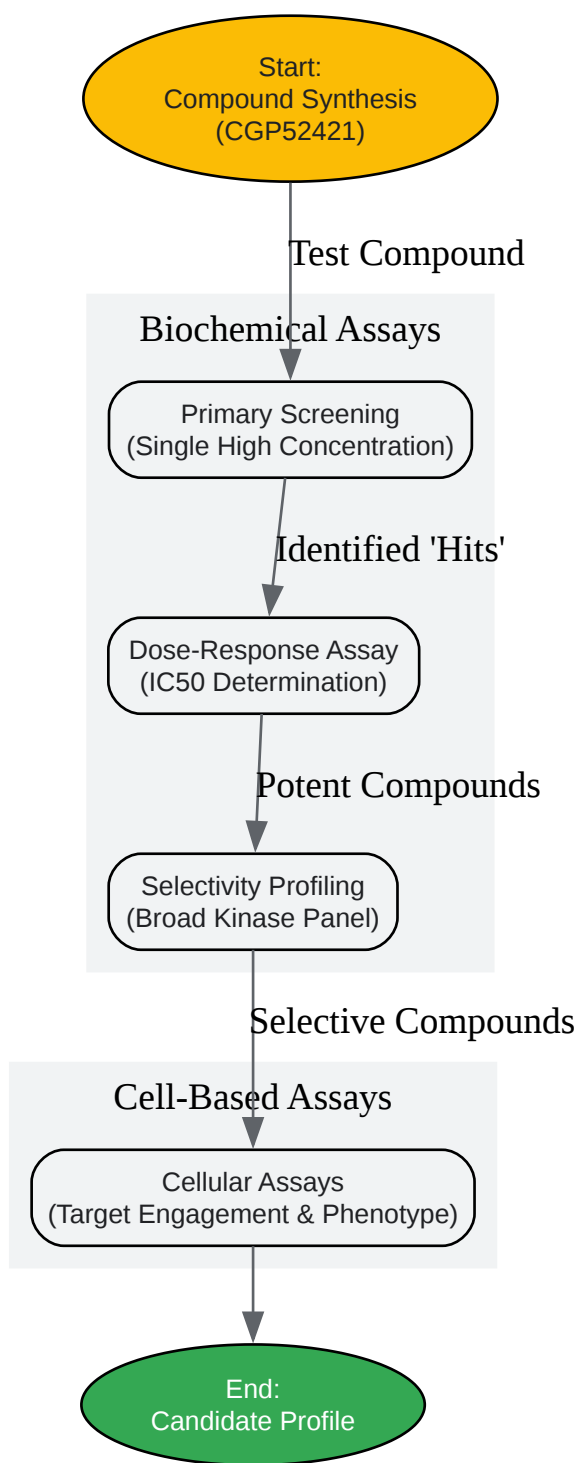 Start:
Compound Synthesis
(CGP52421)
Test Compound
Biochemical Assays
Primary Screening
(Single High Concentration)
Identified 'Hits'
Dose-Response Assay
(IC50 Determination)
Potent Compounds
Selectivity Profiling
(Broad Kinase Panel)
Selective Compounds
Cell-Based Assays
Cellular Assays
(Target Engagement & Phenotype)
End:
Candidate Profile